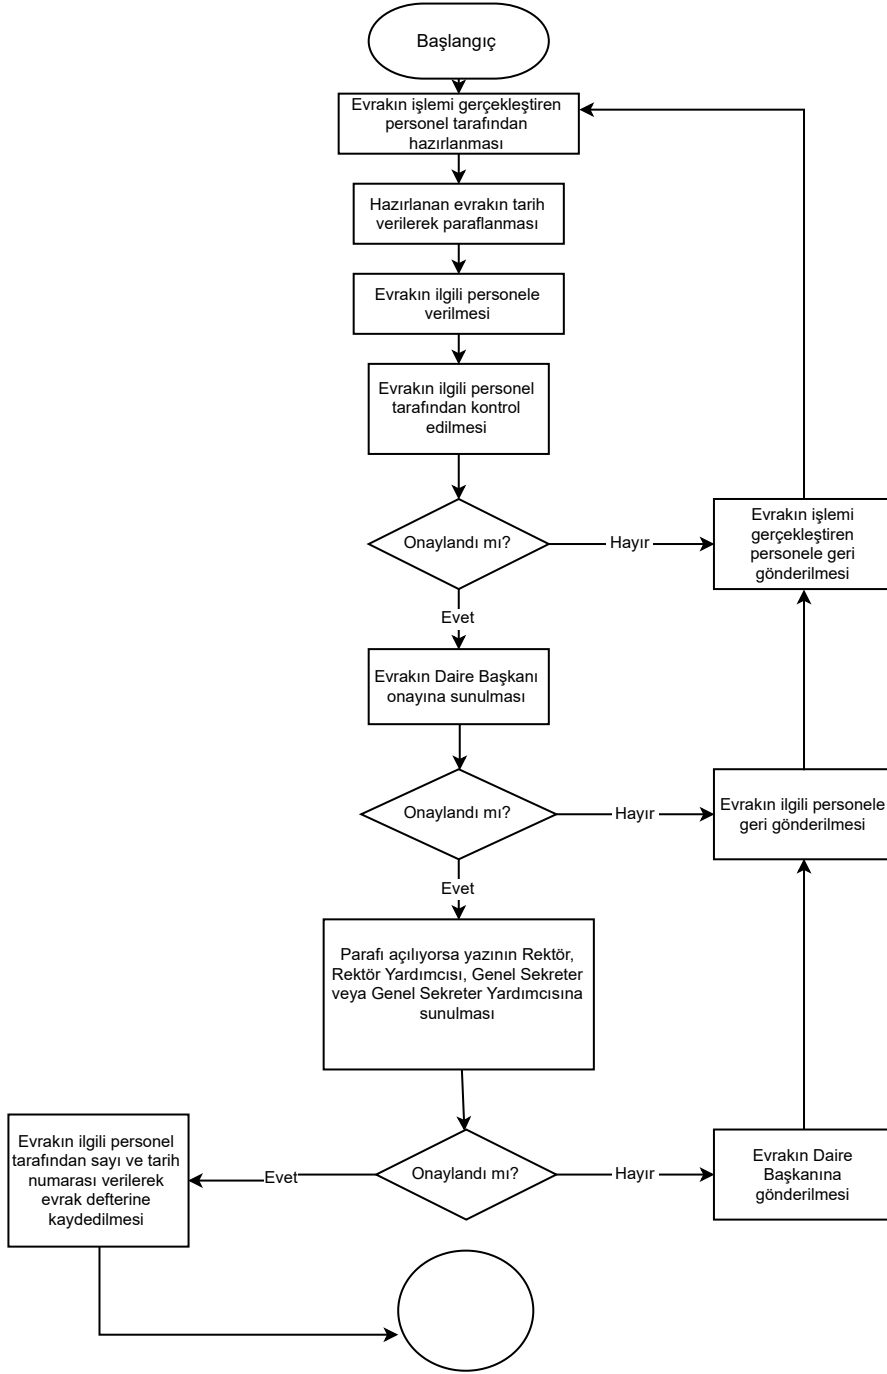 Başlangıç
Evrakın işlemi gerçekleştiren
personel tarafından
hazırlanması
Hazırlanan evrakın tarih
verilerek paraflanması
Evrakın ilgili personele
verilmesi
Evrakın ilgili personel
tarafından kontrol
edilmesi
Onaylandı mı?
Hayır
Evrakın işlemi
gerçekleştiren
personele geri
gönderilmesi
Evet
Evrakın Daire Başkanı
onayına sunulması
Onaylandı mı?
Hayır
Evrakın ilgili personele
geri gönderilmesi
Evet
Parafı açılıyorsa yazının Rektör,
Rektör Yardımcısı, Genel Sekreter
veya Genel Sekreter Yardımcısına
sunulması
Onaylandı mı?
Hayır
Evrakın Daire
Başkanına
gönderilmesi
Evet
Evrakın ilgili personel
tarafından sayı ve tarih
numarası verilerek
evrak defterine
kaydedilmesi